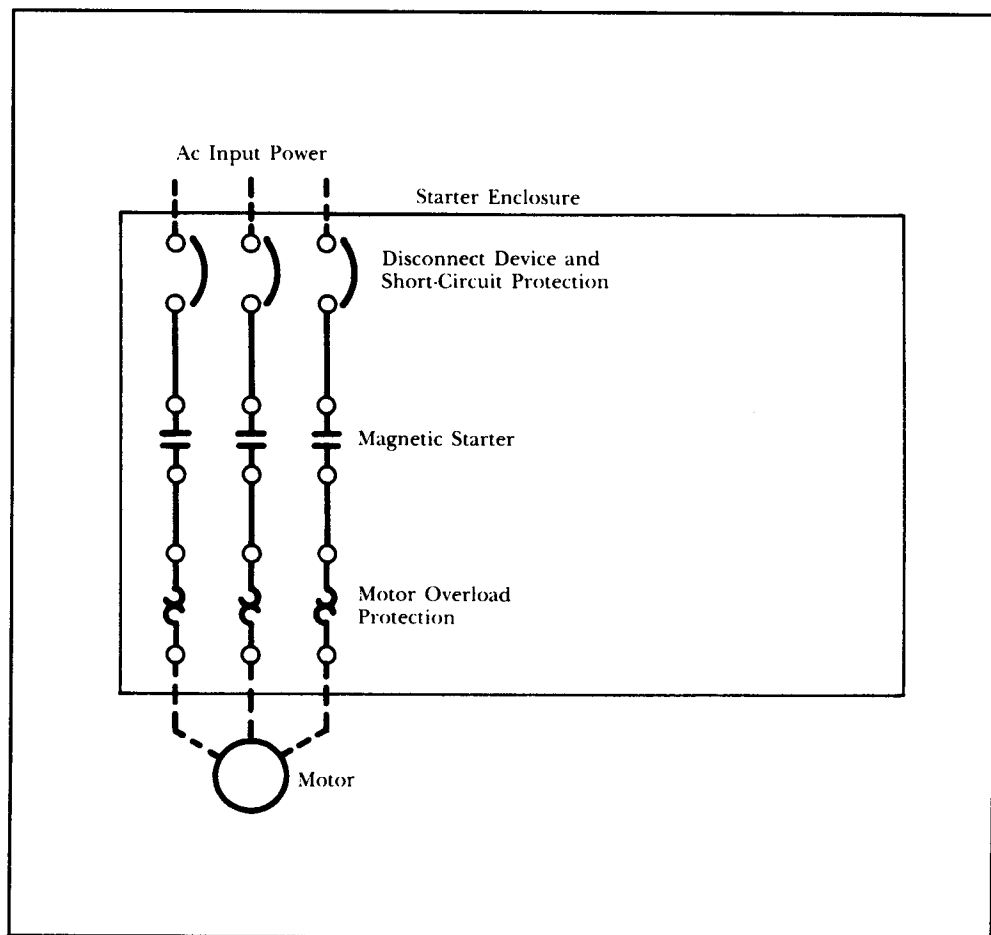 Ac Input Power
Starter Enclosure
Disconnect Device and
Short-Circuit Protection
Magnetic Starter
Motor Overload
Protection
Motor